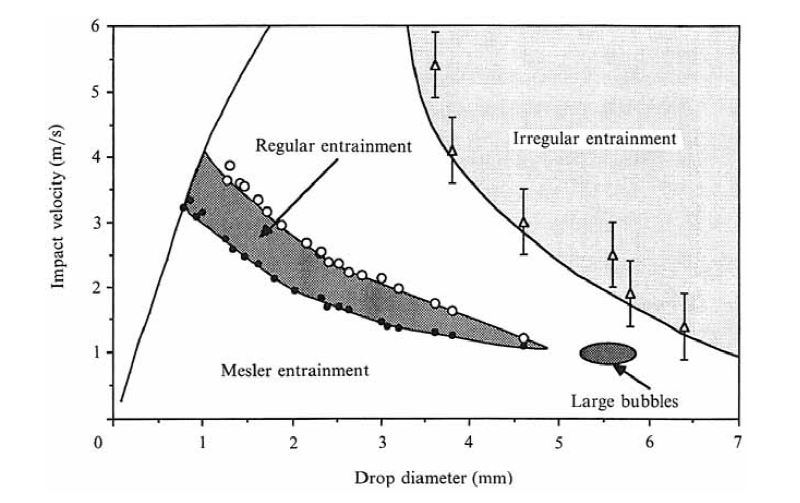 6
5
4
3
2
1
Impact velocity (m/s)
Regular entrainment
Irregular entrainment
Mesler entrainment
Large bubbles
0 1 2 3 4 5 6 7
Drop diameter (mm)